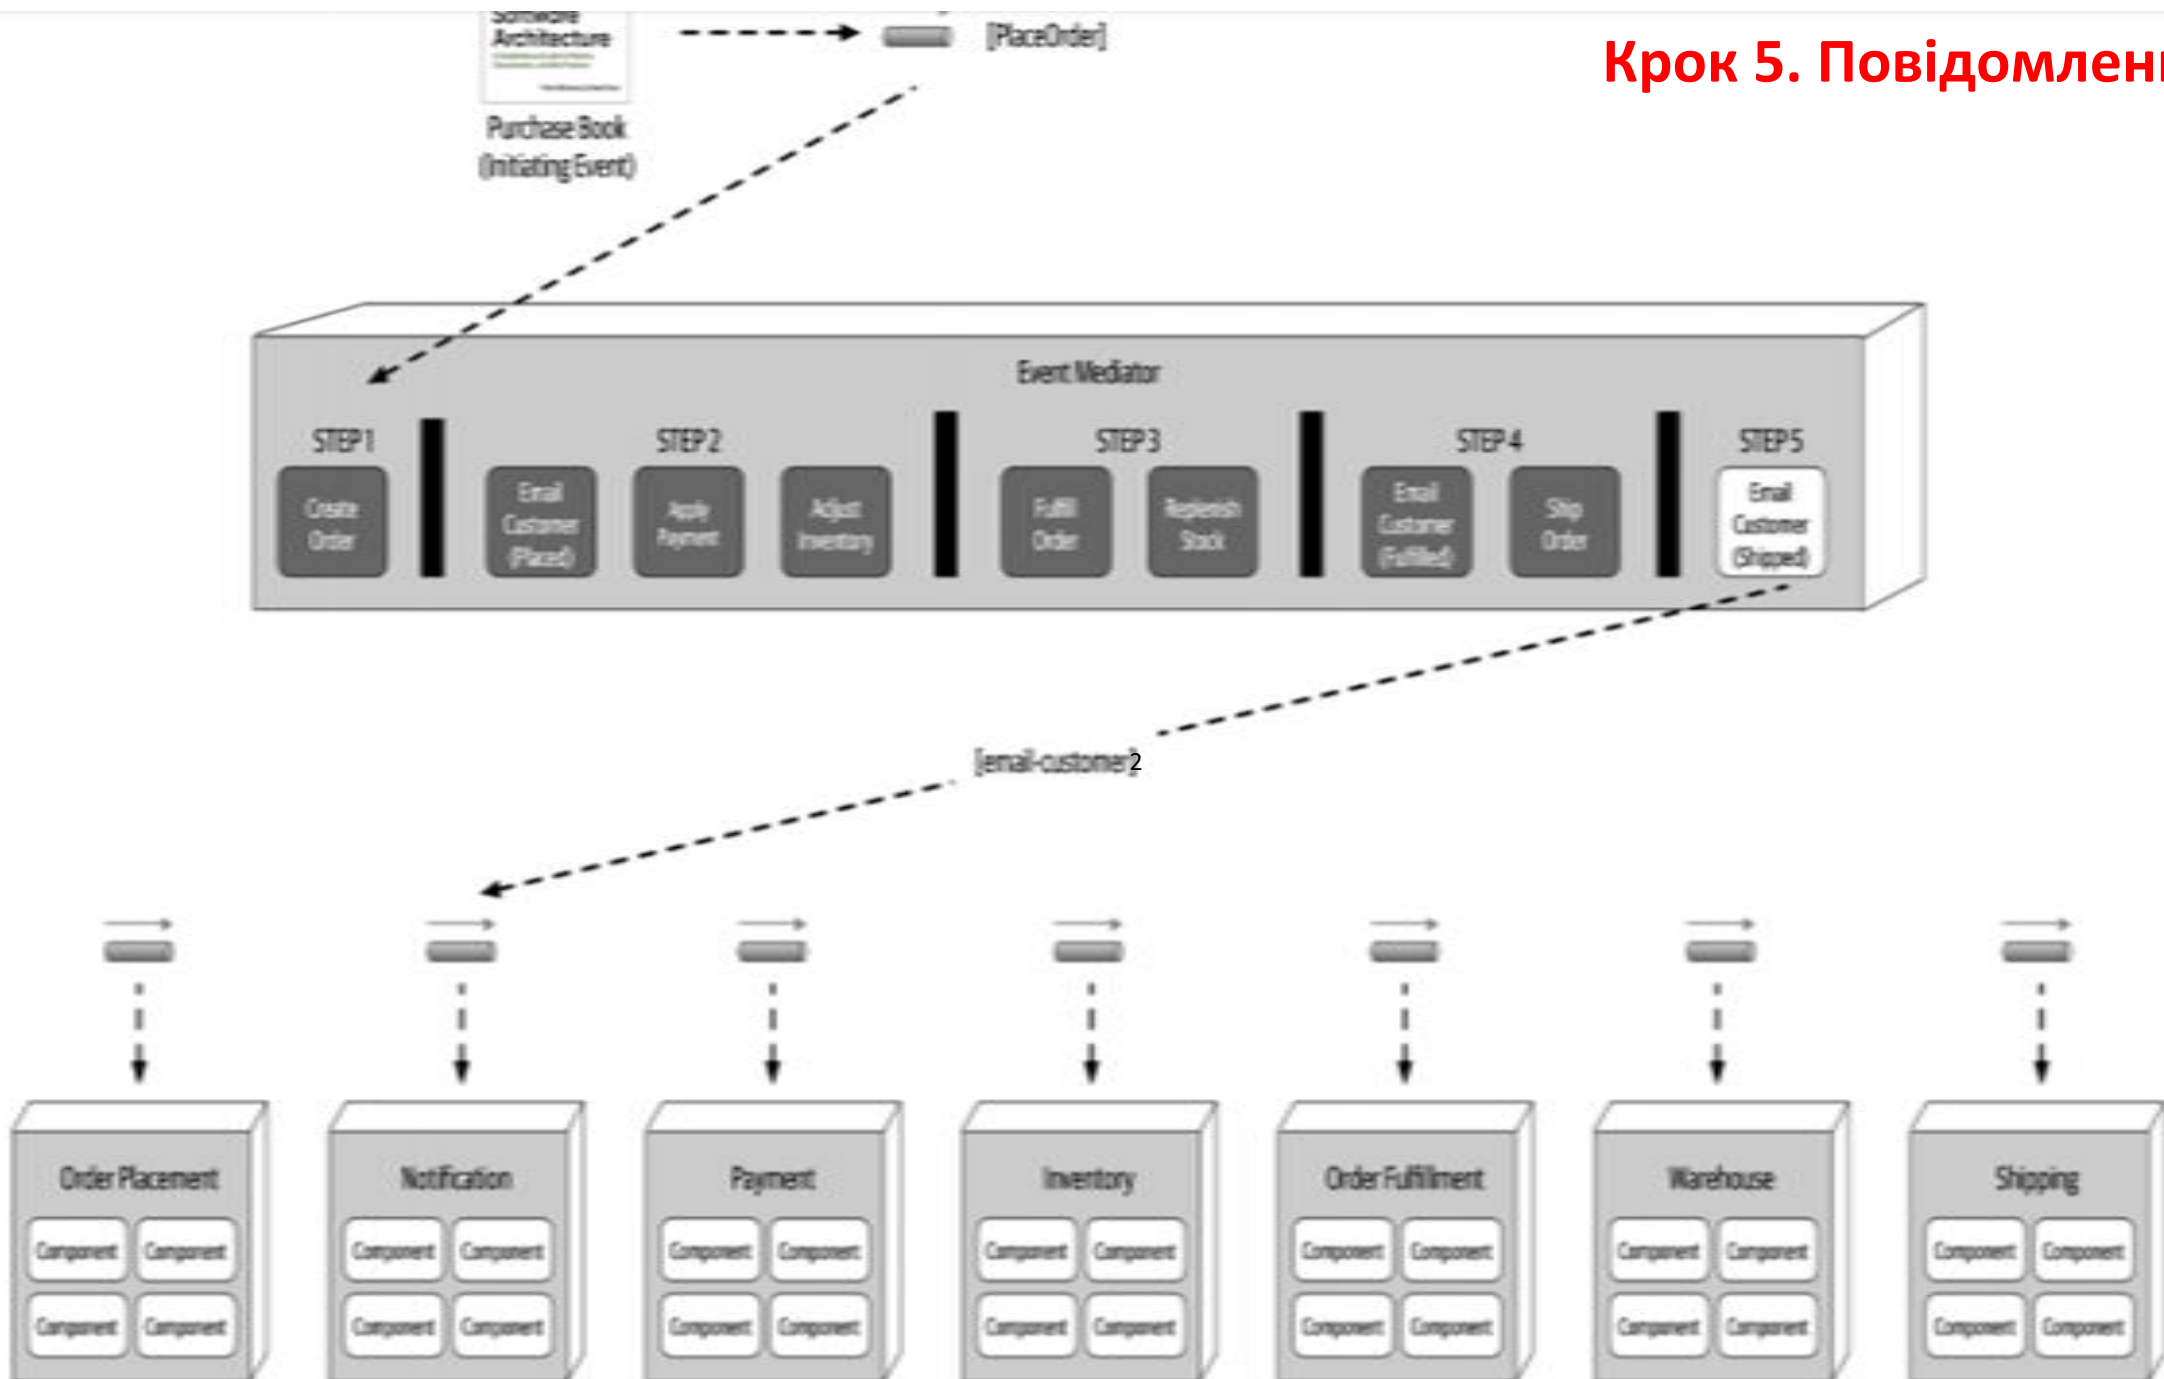 Software
Architecture
[PlaceOrder]
Крок 5. Повідомлен
Purchase Book
(Initiating Event)
Event Mediator
STEP 1
STEP 2
STEP 3
STEP 4
STEP 5
Create
Order
Email
Customer
(Placed)
Apply
Payment
Adjust
Inventory
Fulfill
Order
Replenish
Stock
Email
Customer
(Fulfilled)
Ship
Order
Email
Customer
(Shipped)
[email-customer]2
Order Placement
Notification
Payment
Inventory
Order Fulfillment
Warehouse
Shipping
Component Component
Component Component
Component Component
Component Component
Component Component
Component Component
Component Component
Component Component
Component Component
Component Component
Component Component
Component Component
Component Component
Component Component